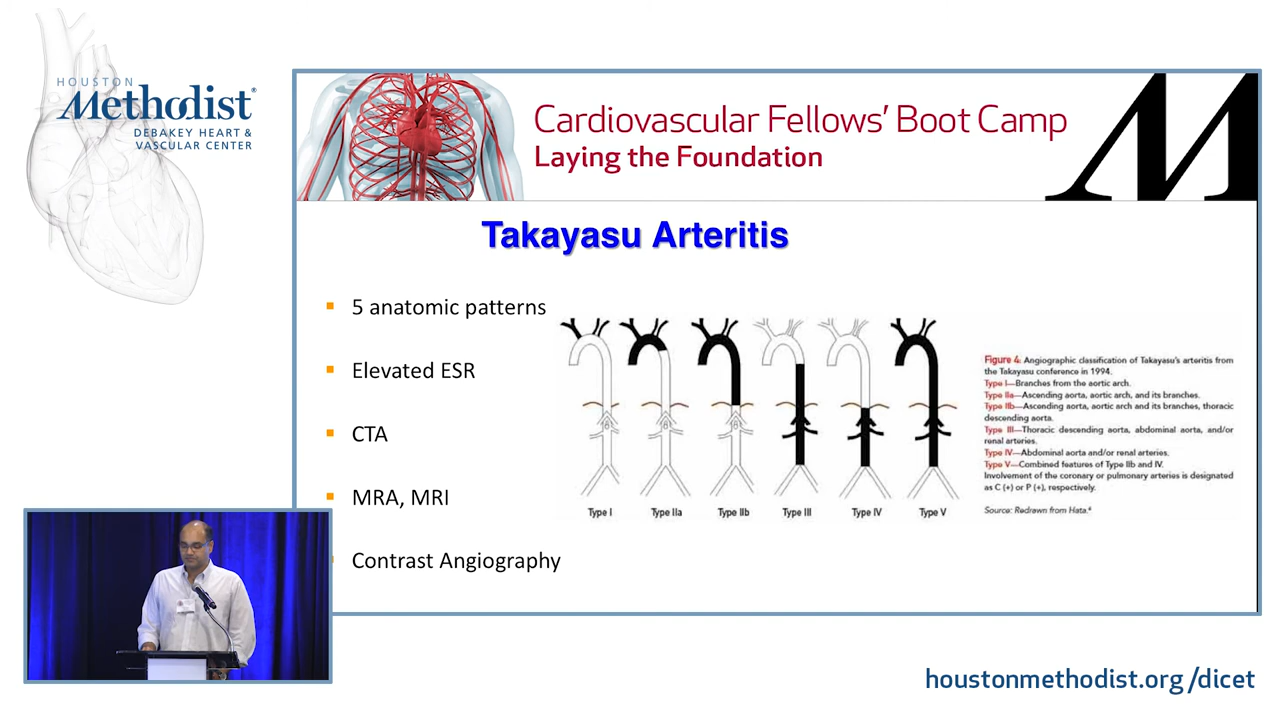 HOUSTON
Methodist®
DEBAKEY HEART &
VASCULAR CENTER
Cardiovascular Fellows’ Boot Camp
Laying the Foundation
Takayasu Arteritis
5 anatomic patterns
Elevated ESR
CTA
MRA, MRI
Contrast Angiography
Type I
Type IIa
Type IIb
Type III
Type IV
Type V
Figure 4: Angiographic classification of Takayasu's arteritis from
the Takayasu conference in 1994.
Type I—Branches from the aortic arch.
Type IIa—Ascending aorta, aortic arch, and its branches.
Type IIb—Ascending aorta, aortic arch and its branches, thoracic
descending aorta.
Type III—Thoracic descending aorta, abdominal aorta, and/or
renal arteries.
Type IV—Abdominal aorta and/or renal arteries.
Type V—Combined features of Type IIb and IV.
Involvement of the coronary or pulmonary arteries is designated
as C (+) or P (+), respectively.
Source: Redrawn from Hata.⁴
M
houstonmethodist.org/dicet